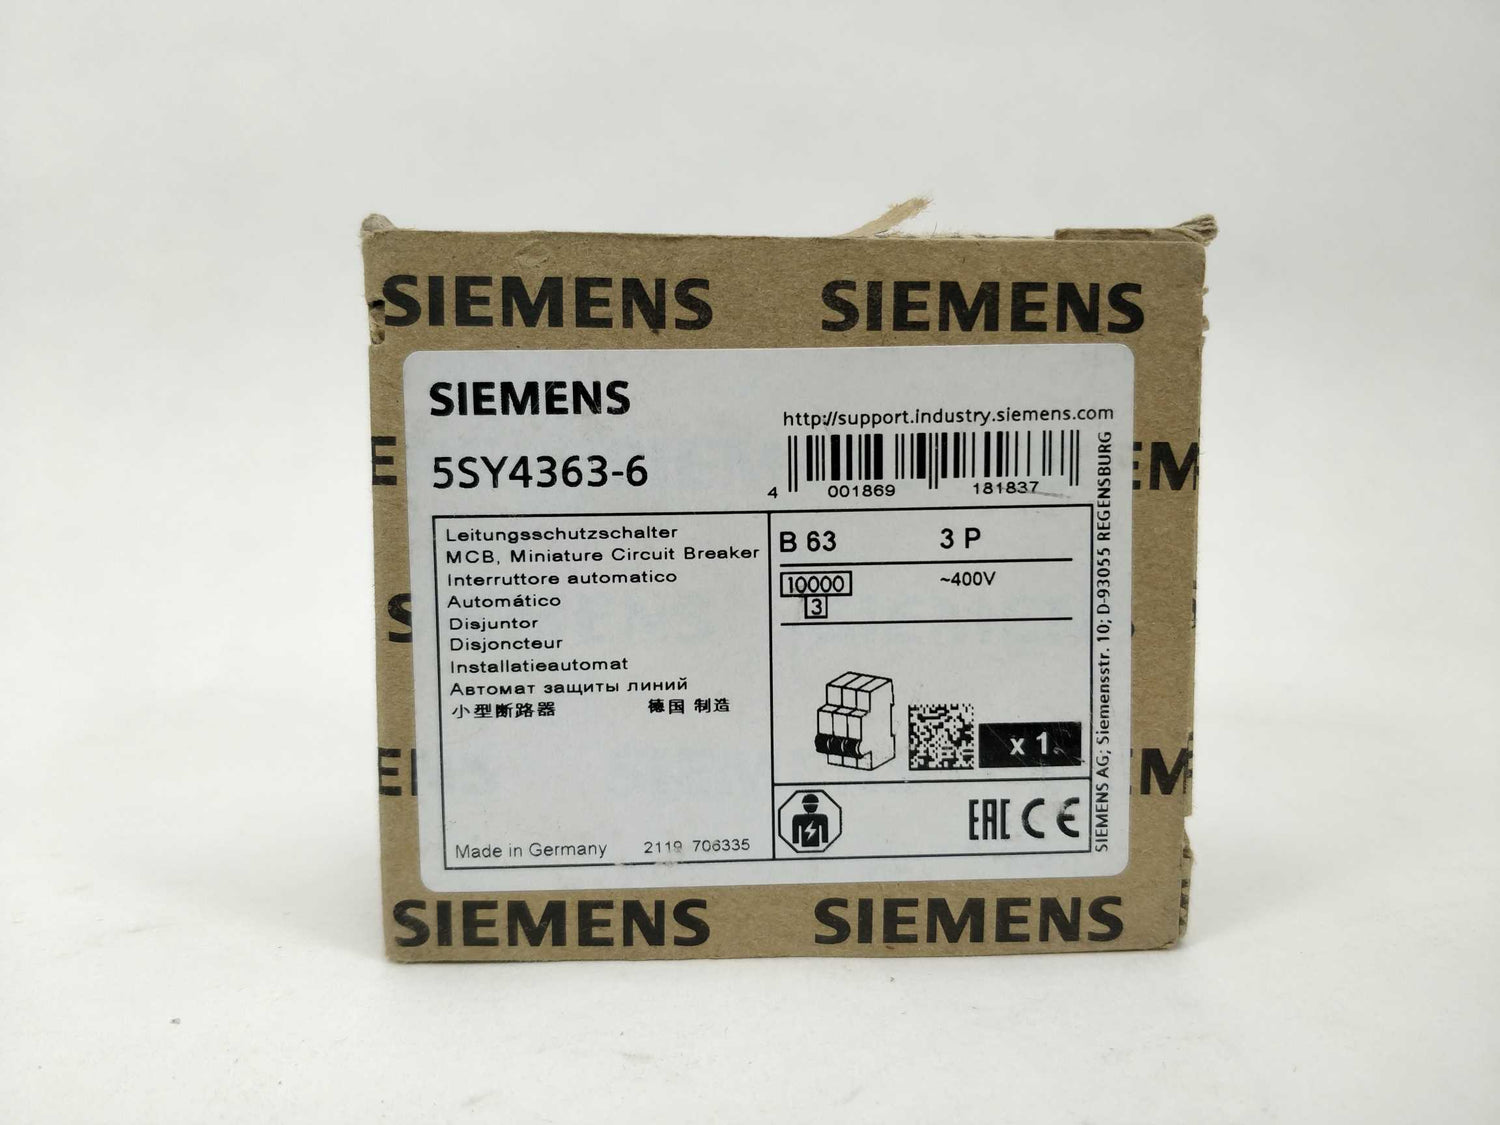 SIEMENS SIEMENS
SIEMENS
http://support.industry.siemens.com
5SY4363-6
4 001869 181837
Leitungsschutzschalter
MCB, Miniature Circuit Breaker
Interruttore automatico
Automático
Disjuntor
Disjoncteur
Installatieautomat
Автомат защиты линий
小型断路器 德国 制造
Made in Germany 2119 706335
B 63 3 P
10000 ~400V
3
x 1
EAC CE
SIEMENS AG; Siemensstr. 10; D-93055 REGENSBURG
E EM
S
E EM
SIEMENS SIEMENS